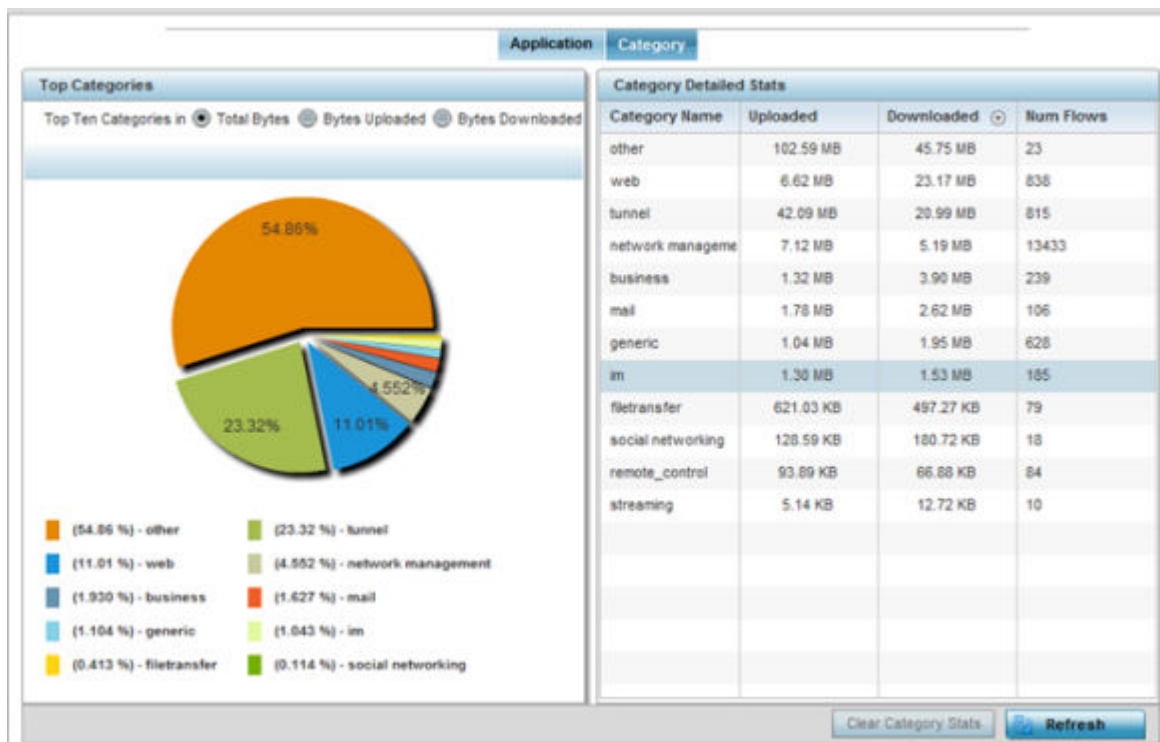 Application Category
Top Categories
Top Ten Categories in Total Bytes Bytes Uploaded Bytes Downloaded
54.86%
4.552%
23.32%
11.01%
(54.86 %) - other (23.32 %) - tunnel
(11.01 %) - web (4.552 %) - network management
(1.930 %) - business (1.627 %) - mail
(1.104 %) - generic (1.043 %) - im
(0.413 %) - filetransfer (0.114 %) - social networking
Category Detailed Stats
Category Name Uploaded Downloaded Num Flows
other 102.59 MB 45.75 MB 23
web 6.62 MB 23.17 MB 838
tunnel 42.09 MB 20.99 MB 815
network manageme 7.12 MB 5.19 MB 13433
business 1.32 MB 3.90 MB 239
mail 1.78 MB 2.62 MB 106
generic 1.04 MB 1.95 MB 628
im 1.30 MB 1.53 MB 185
filetransfer 621.03 KB 497.27 KB 79
social networking 128.59 KB 180.72 KB 18
remote_control 93.89 KB 66.88 KB 84
streaming 5.14 KB 12.72 KB 10
Clear Category Stats Refresh